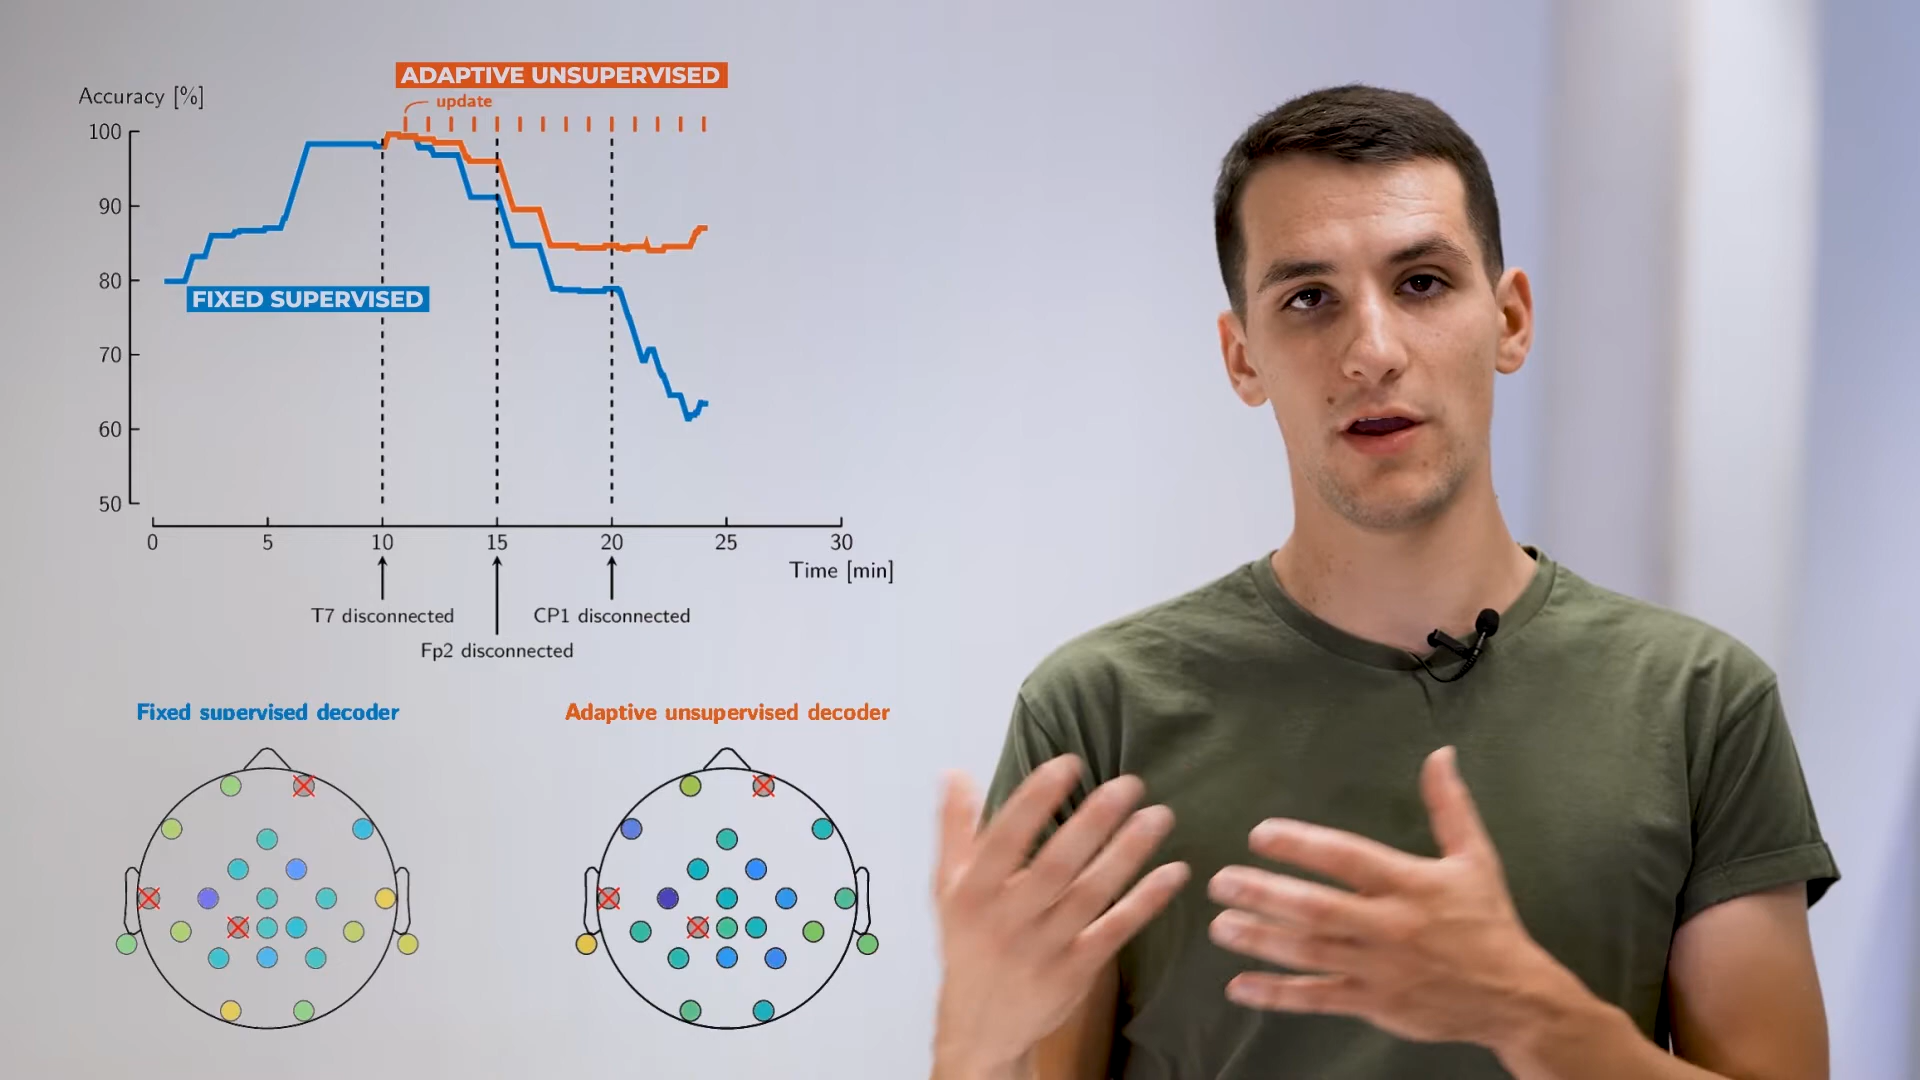 ADAPTIVE UNSUPERVISED
Accuracy [%]
update
100
90
80
FIXED SUPERVISED
70
60
50
0 5 10 15 20 25 30
Time [min]
T7 disconnected
CP1 disconnected
Fp2 disconnected
Fixed supervised decoder
Adaptive unsupervised decoder